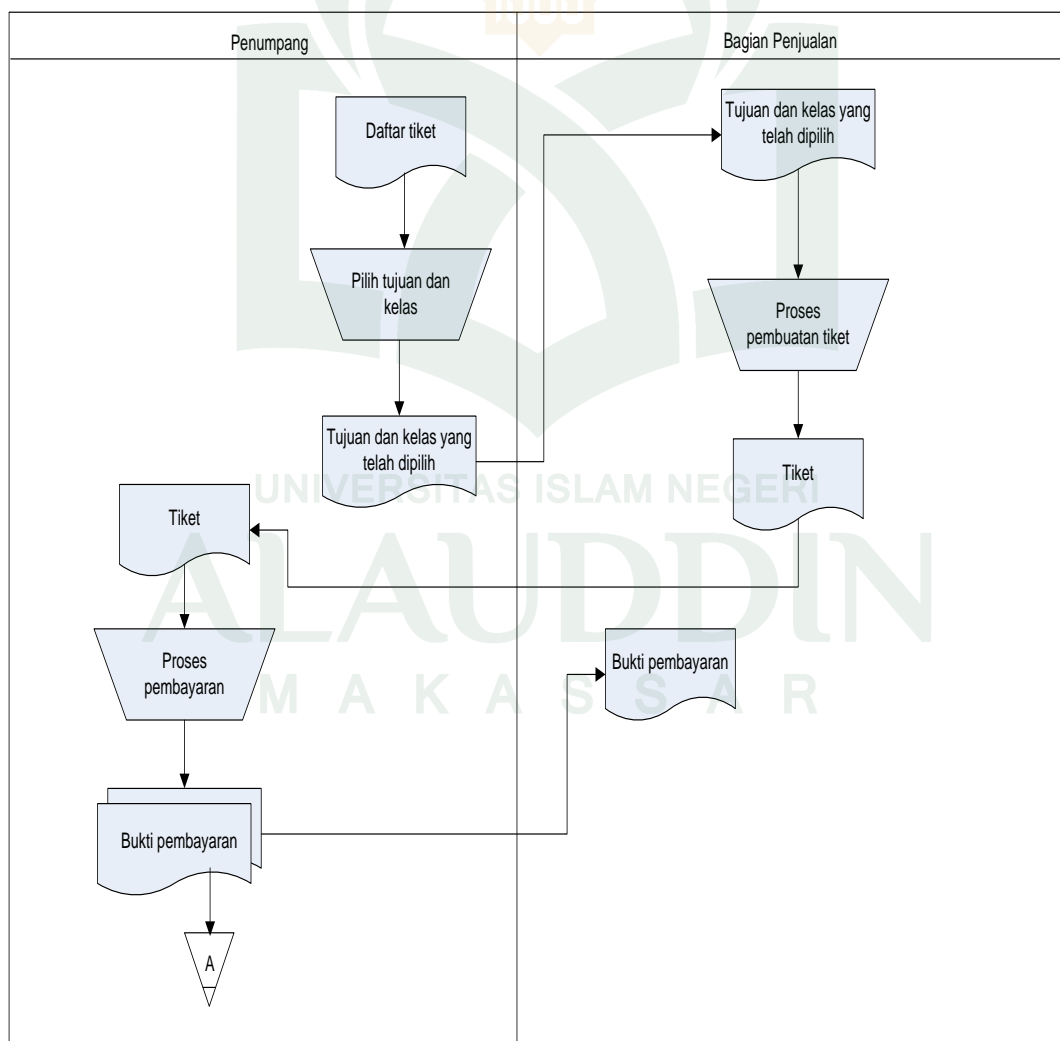 Penumpang
Bagian Penjualan
Daftar tiket
Pilih tujuan dan
kelas
Tujuan dan kelas yang
telah dipilih
Tujuan dan kelas yang
telah dipilih
Proses
pembuatan tiket
Tiket
Tiket
Proses
pembayaran
Bukti pembayaran
Bukti pembayaran
A
UNIVERSITAS ISLAM NEGERI
ALAUDDIN
MAKASSAR